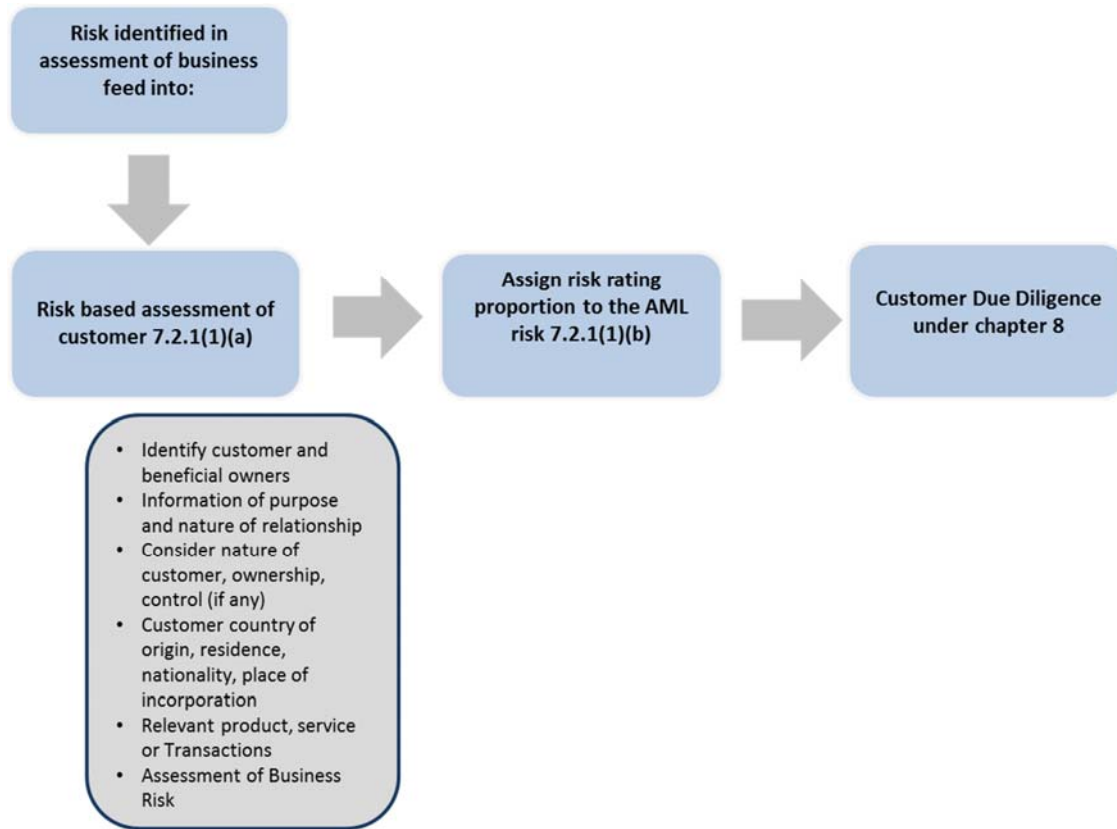 Risk identified in
assessment of business
feed into:
Risk based assessment of
customer 7.2.1(1)(a)
Assign risk rating
proportion to the AML
risk 7.2.1(1)(b)
Customer Due Diligence
under chapter 8
• Identify customer and
beneficial owners
• Information of purpose
and nature of relationship
• Consider nature of
customer, ownership,
control (if any)
• Customer country of
origin, residence,
nationality, place of
incorporation
• Relevant product, service
or Transactions
• Assessment of Business
Risk